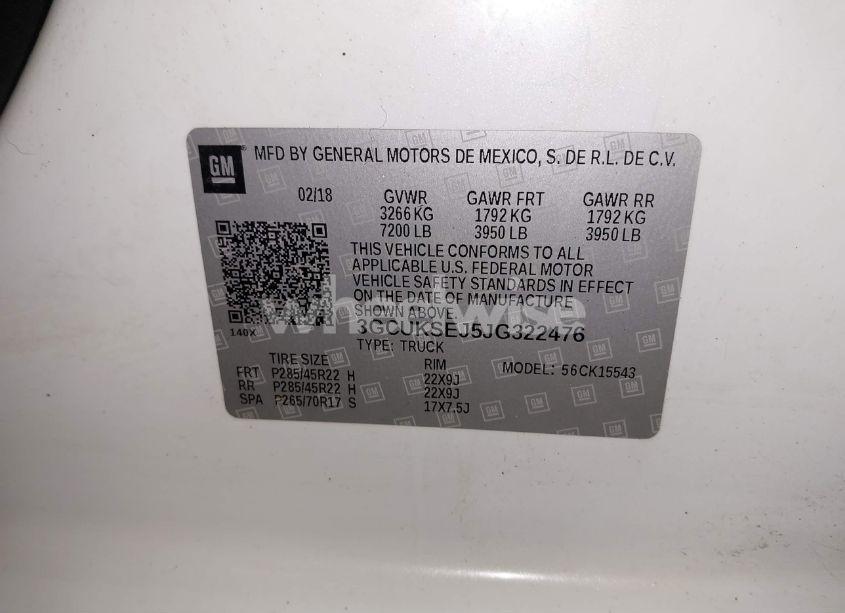 GM MFD BY GENERAL MOTORS DE MEXICO, S. DE R.L. DE C.V.
02/18 GVWR GAWR FRT GAWR RR
3266 KG 1792 KG 1792 KG
7200 LB 3950 LB 3950 LB
THIS VEHICLE CONFORMS TO ALL
APPLICABLE U.S. FEDERAL MOTOR
VEHICLE SAFETY STANDARDS IN EFFECT
ON THE DATE OF MANUFACTURE
SHOWN ABOVE.
140X 3GCUKSEJ5JG322476
TYPE: TRUCK
TIRE SIZE RIM MODEL: 56CK15543
FRT P285/45R22 H 22X9J
RR P285/45R22 H 22X9J
SPA P265/70R17 S 17X7.5J